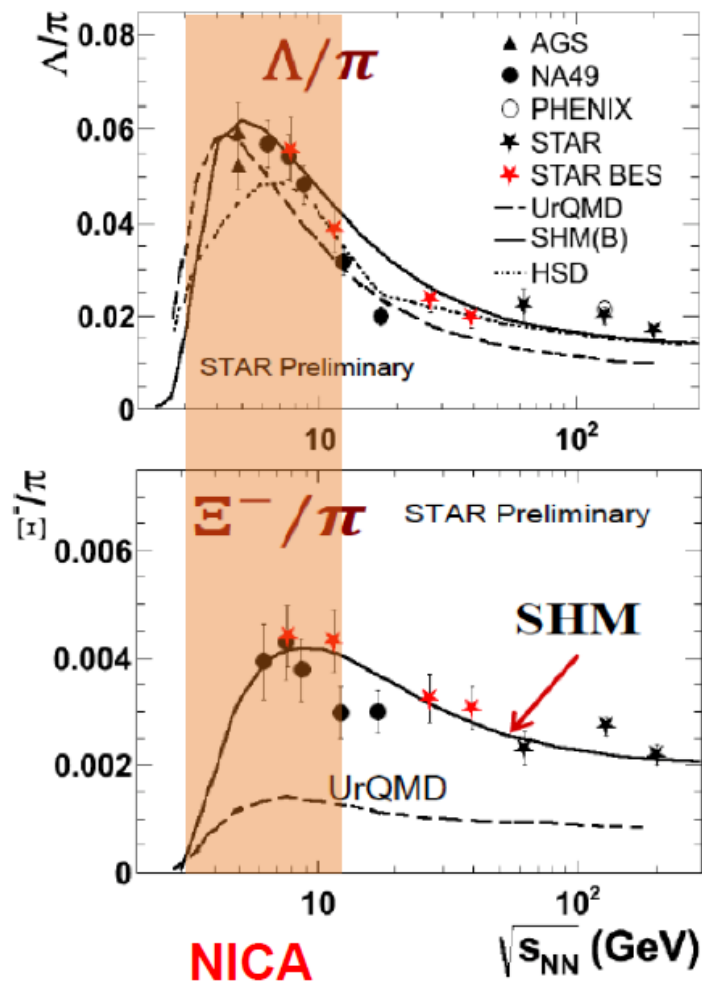 Λ/π
0.08
0.06
0.04
0.02
0
Λ/π
AGS
NA49
PHENIX
STAR
STAR BES
UrQMD
SHM(B)
HSD
STAR Preliminary
10
10²
Ξ⁻/π
0.006
0.004
0.002
0
Ξ⁻/π
STAR Preliminary
SHM
UrQMD
10
10²
NICA
√s_NN (GeV)